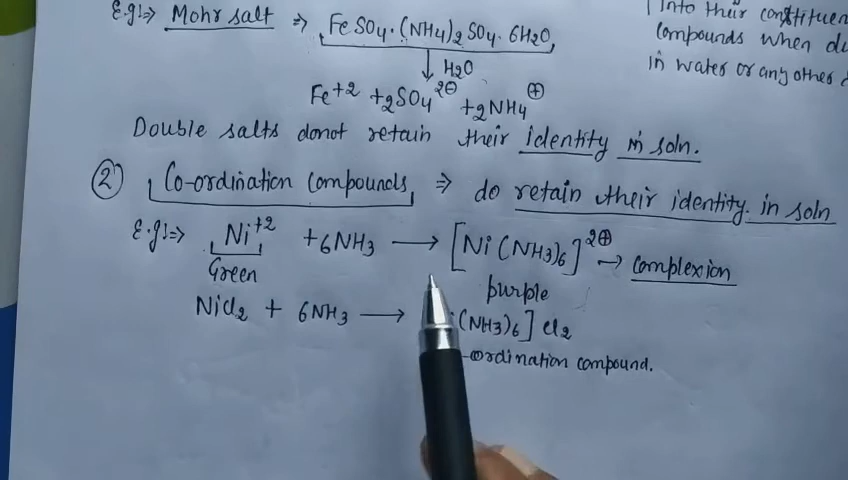 E.g:⇒ Mohr salt ⇒ FeSO4.(NH4)2SO4.6H2O,
into their constituen
compounds when di
in water or any other
↓H2O
Fe+2 +2SO4 2⊖ +2NH4 ⊕
Double salts donot retain their identity in soln.
② Co-ordination compounds, ⇒ do retain their identity in soln
E.g:⇒ Ni+2 +6NH3 → [Ni(NH3)6]2⊕ → complexion
Green purple
NiCl2 + 6NH3 → (NH3)6]Cl2
-ordination compound.